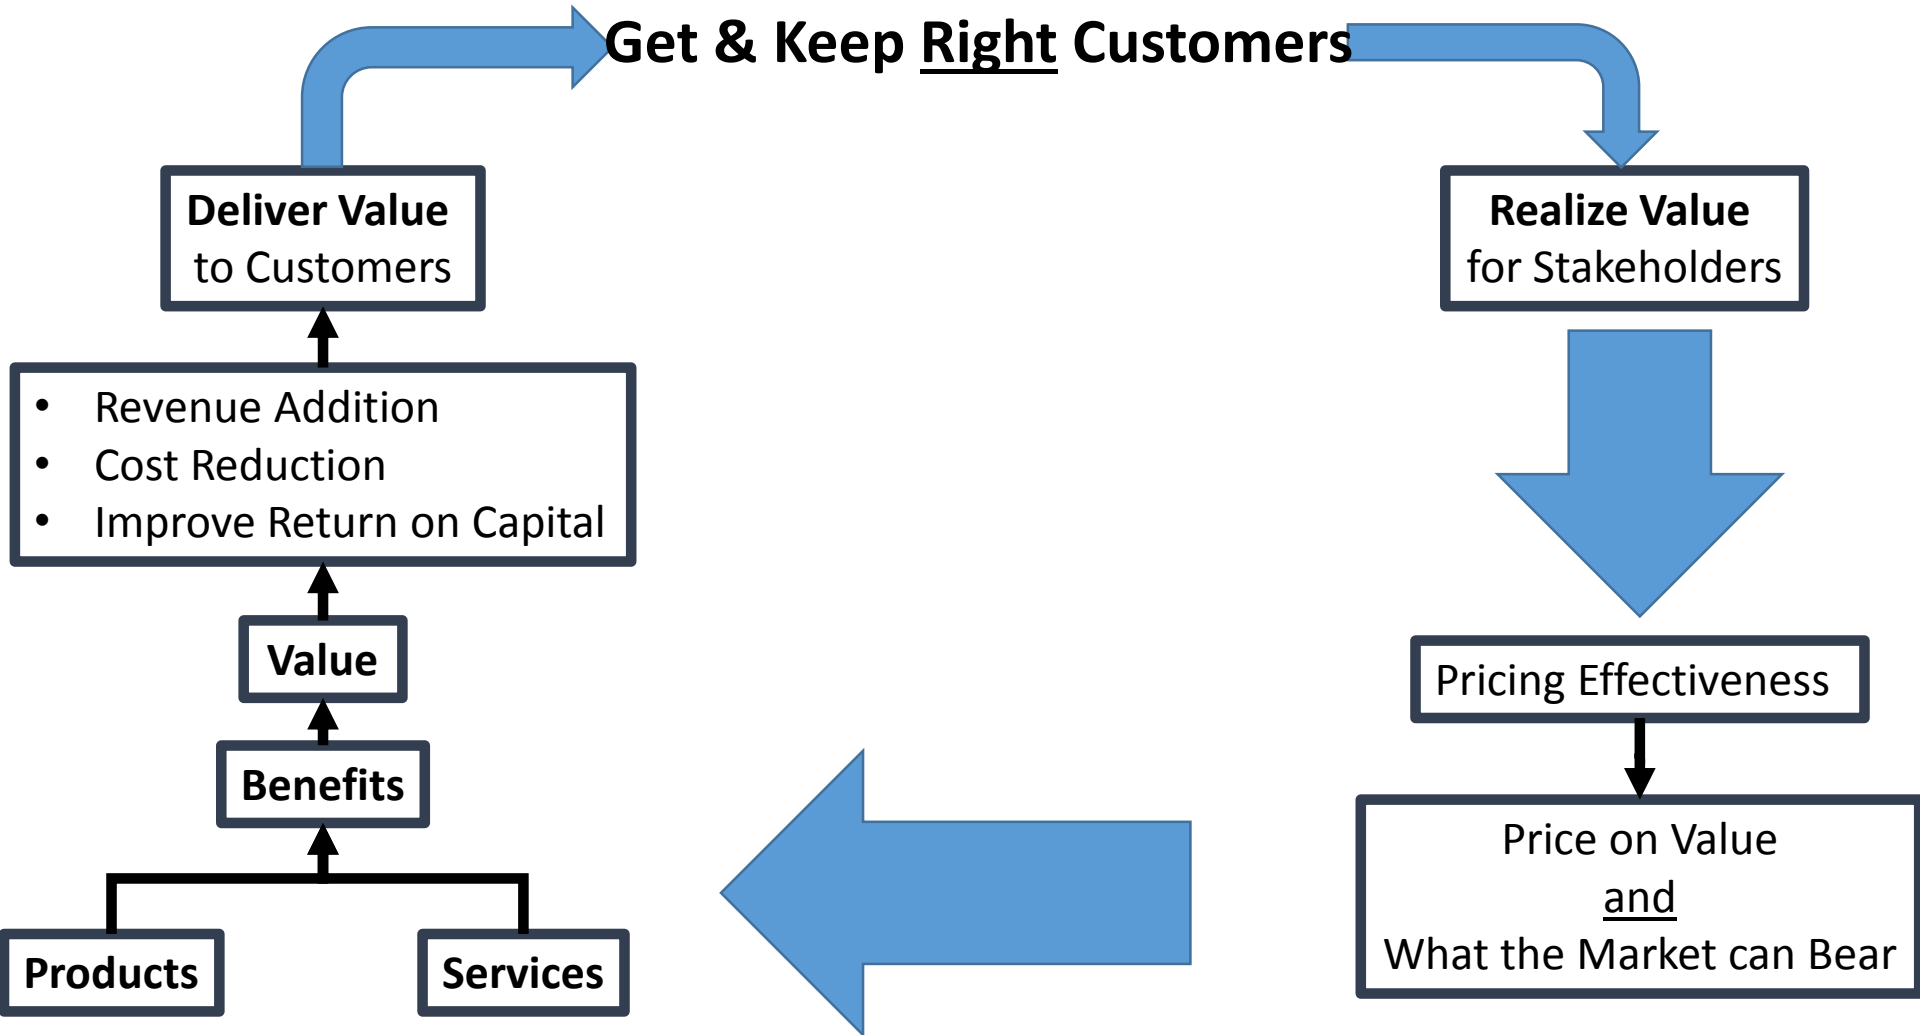 Get & Keep Right Customers
Deliver Value
to Customers
• Revenue Addition
• Cost Reduction
• Improve Return on Capital
Value
Benefits
Products
Services
Realize Value
for Stakeholders
Pricing Effectiveness
Price on Value
and
What the Market can Bear